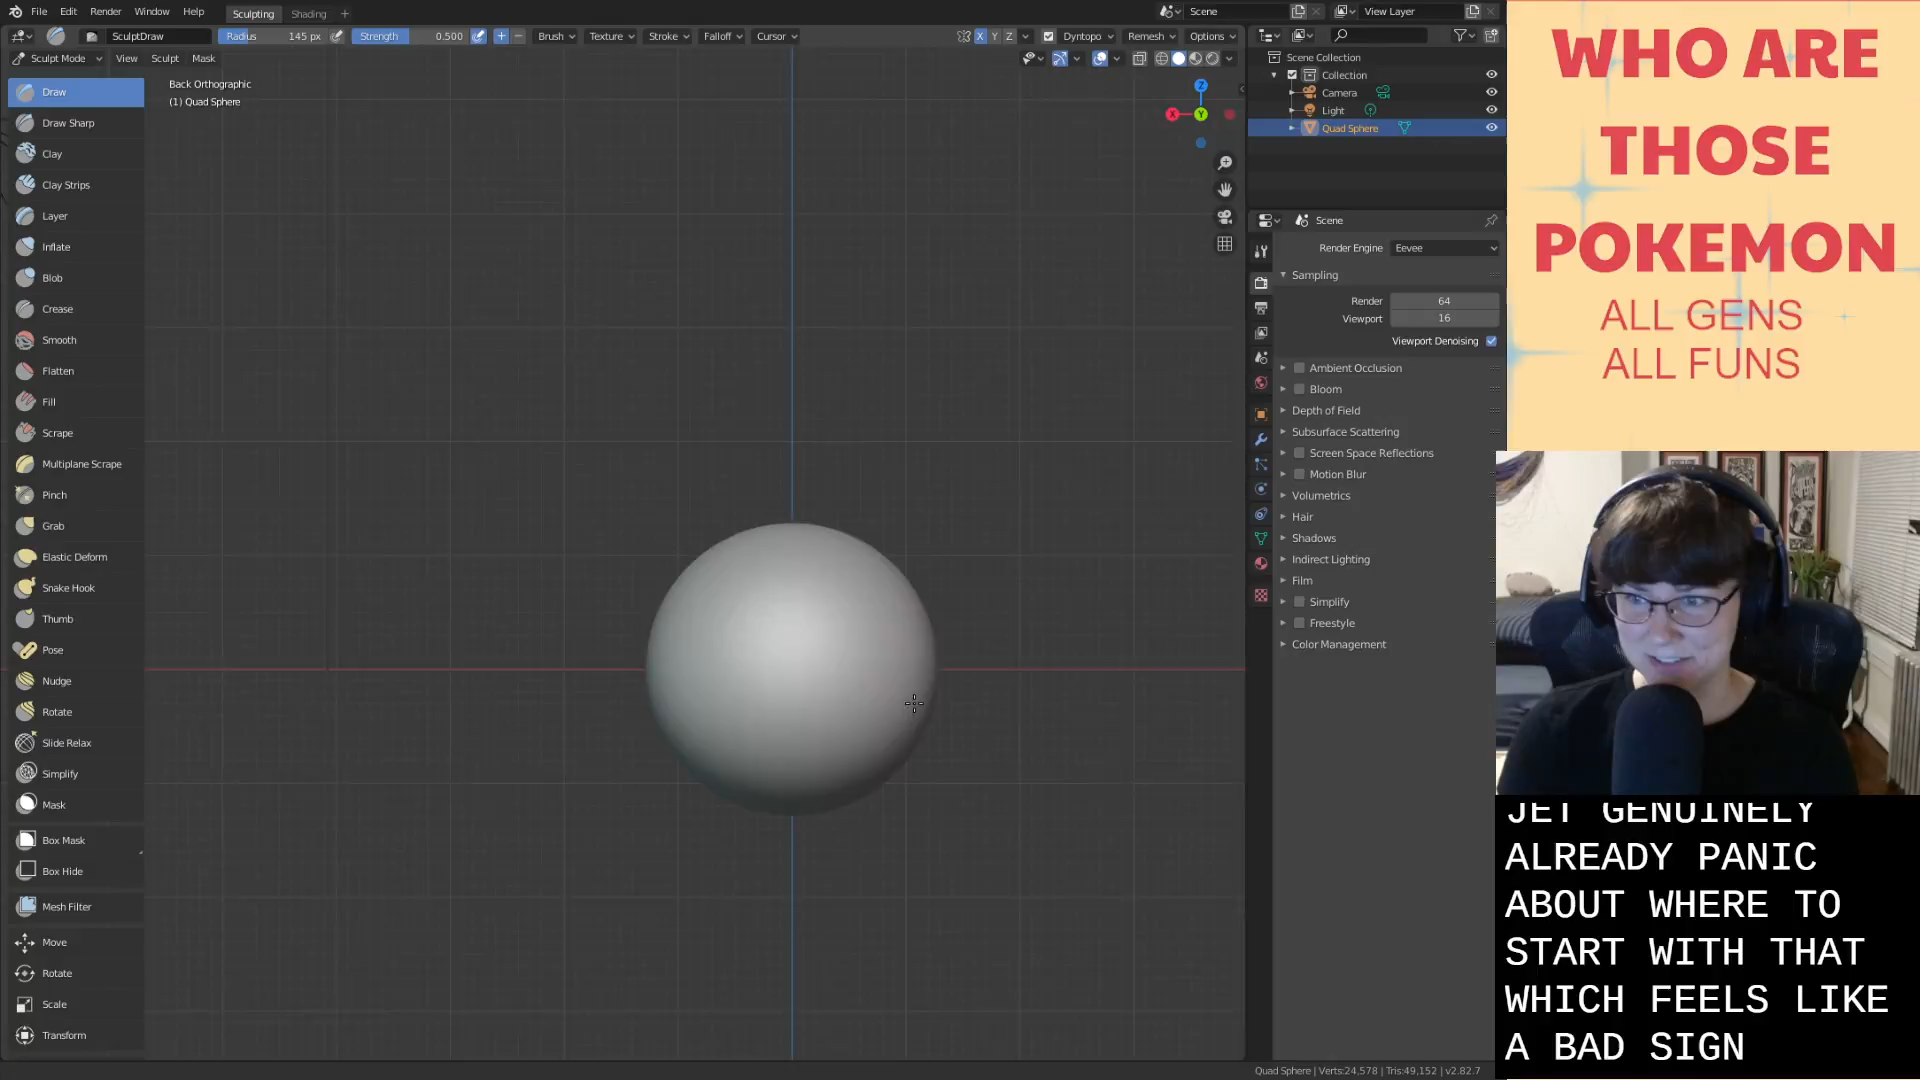 File Edit Render Window Help Sculpting Shading + Scene View Layer
SculptDraw Radius 145 px Strength 0.500 Brush Texture Stroke Falloff Cursor X Y Z Dyntopo Remesh Options
Sculpt Mode View Sculpt Mask
Back Orthographic
(1) Quad Sphere
Z
X
Y
Draw
Draw Sharp
Clay
Clay Strips
Layer
Inflate
Blob
Crease
Smooth
Flatten
Fill
Scrape
Multiplane Scrape
Pinch
Grab
Elastic Deform
Snake Hook
Thumb
Pose
Nudge
Rotate
Slide Relax
Simplify
Mask
Box Mask
Box Hide
Mesh Filter
Move
Rotate
Scale
Transform
Scene Collection
Collection
Camera
Light
Quad Sphere
Scene
Render Engine Eevee
Sampling
Render 64
Viewport 16
Viewport Denoising
Ambient Occlusion
Bloom
Depth of Field
Subsurface Scattering
Screen Space Reflections
Motion Blur
Volumetrics
Hair
Shadows
Indirect Lighting
Film
Simplify
Freestyle
Color Management
Quad Sphere | Verts:24,578 | Tris:49,152 | v2.82.7
WHO ARE
THOSE
POKEMON
ALL GENS
ALL FUNS
JET GENUINELY
ALREADY PANIC
ABOUT WHERE TO
START WITH THAT
WHICH FEELS LIKE
A BAD SIGN